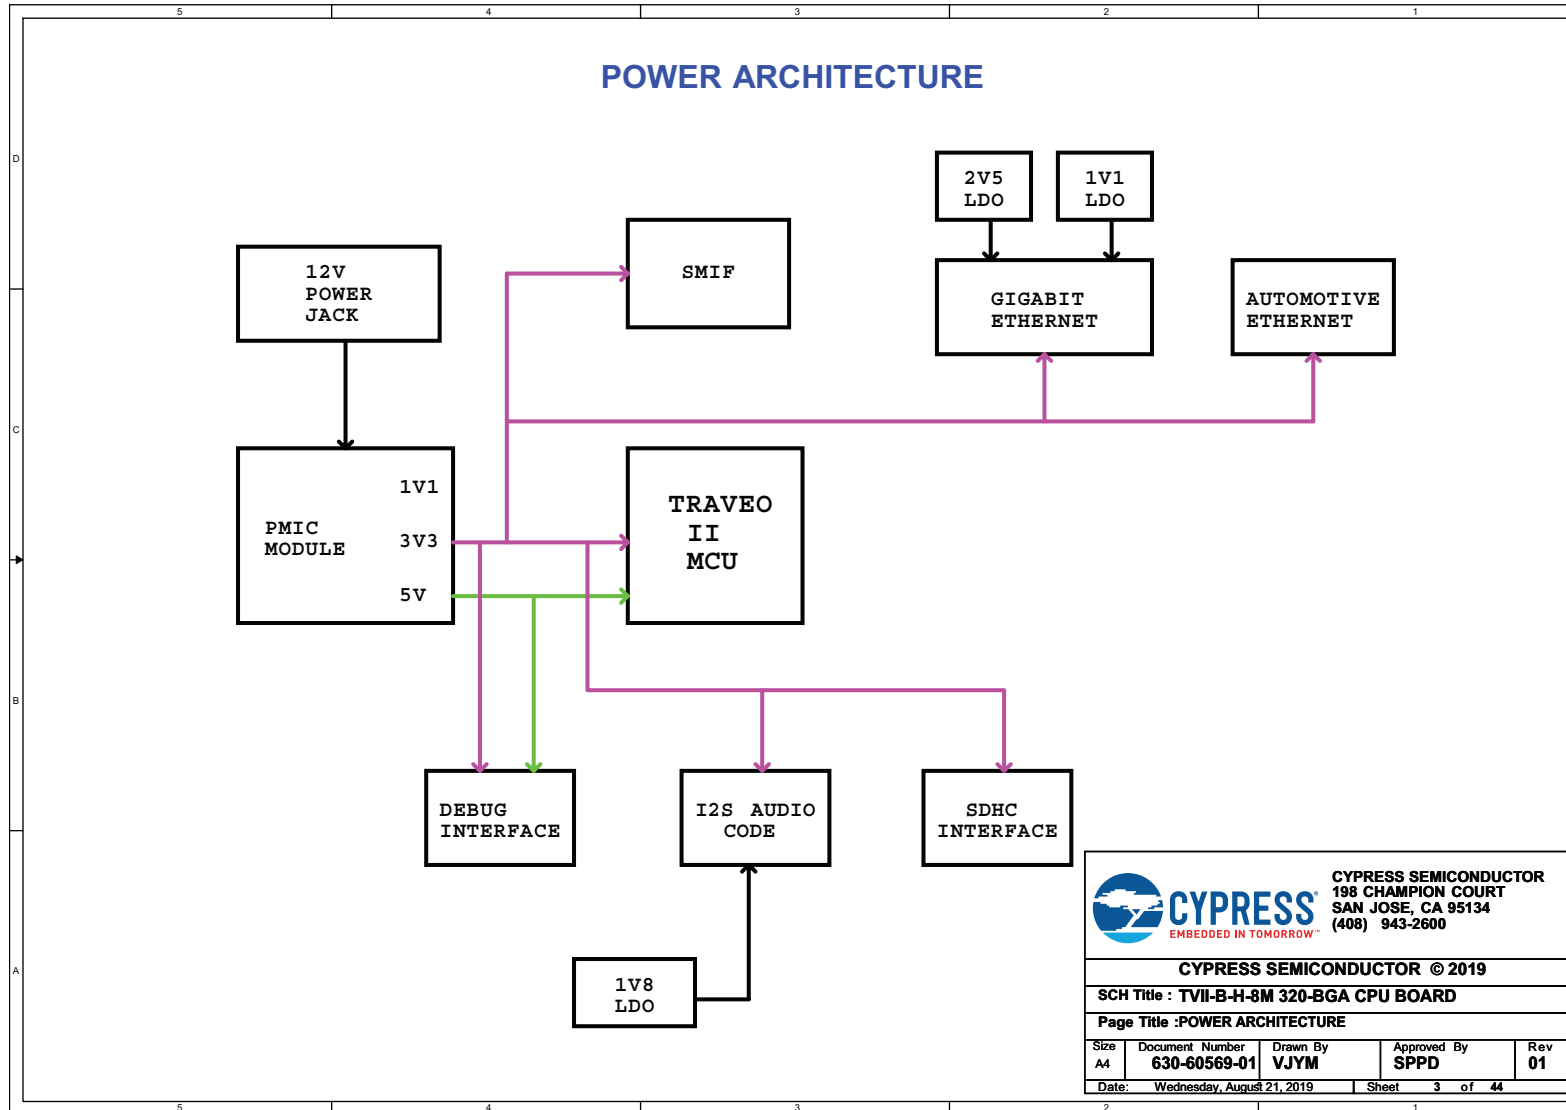 5 4 3 2 1
POWER ARCHITECTURE
D
2V5
LDO
1V1
LDO
12V
POWER
JACK
SMIF
GIGABIT
ETHERNET
AUTOMOTIVE
ETHERNET
C
PMIC
MODULE
1V1
3V3
5V
TRAVEO
II
MCU
B
DEBUG
INTERFACE
I2S AUDIO
CODE
SDHC
INTERFACE
A
1V8
LDO
CYPRESS®
EMBEDDED IN TOMORROW™
CYPRESS SEMICONDUCTOR
198 CHAMPION COURT
SAN JOSE, CA 95134
(408) 943-2600
CYPRESS SEMICONDUCTOR © 2019
SCH Title : TVII-B-H-8M 320-BGA CPU BOARD
Page Title :POWER ARCHITECTURE
Size Document Number Drawn By Approved By Rev
A4 630-60569-01 VJYM SPPD 01
Date: Wednesday, August 21, 2019 Sheet 3 of 44
5 4 3 2 1